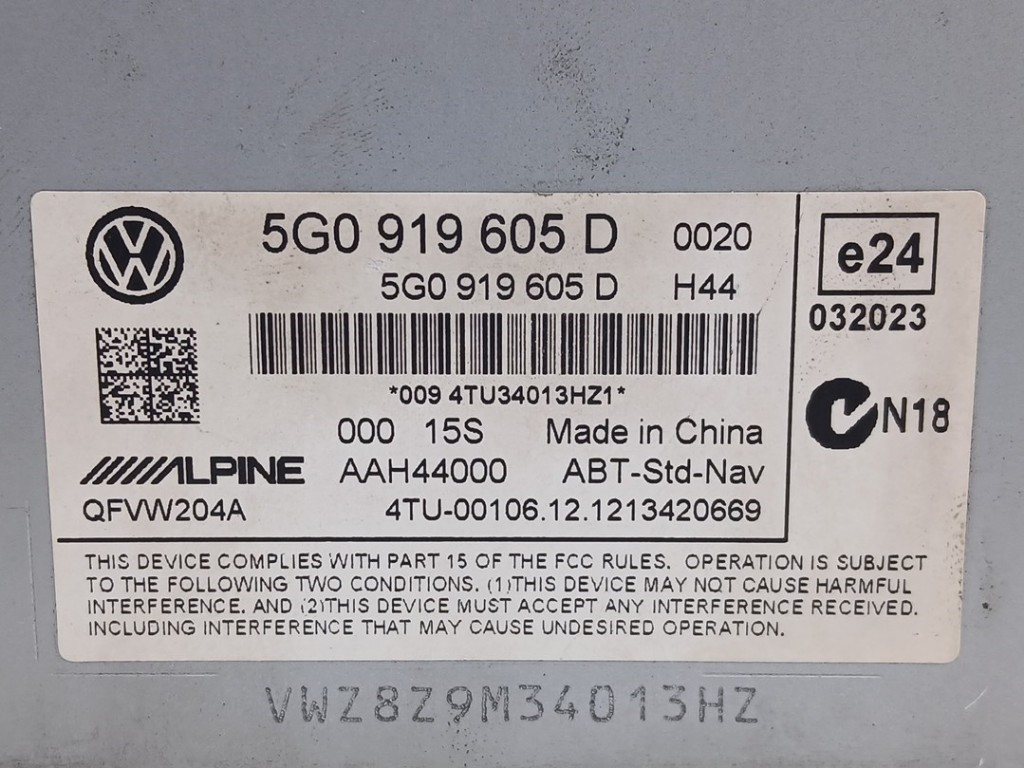 5G0 919 605 D 0020
5G0 919 605 D H44
*009 4TU34013HZ1*
000 15S Made in China
ALPINE AAH44000 ABT-Std-Nav
QFVW204A 4TU-00106.12.1213420669
e24
032023
N18
THIS DEVICE COMPLIES WITH PART 15 OF THE FCC RULES. OPERATION IS SUBJECT
TO THE FOLLOWING TWO CONDITIONS. (1)THIS DEVICE MAY NOT CAUSE HARMFUL
INTERFERENCE. AND (2)THIS DEVICE MUST ACCEPT ANY INTERFERENCE RECEIVED.
INCLUDING INTERFERENCE THAT MAY CAUSE UNDESIRED OPERATION.
VWZ8Z9M34013HZ